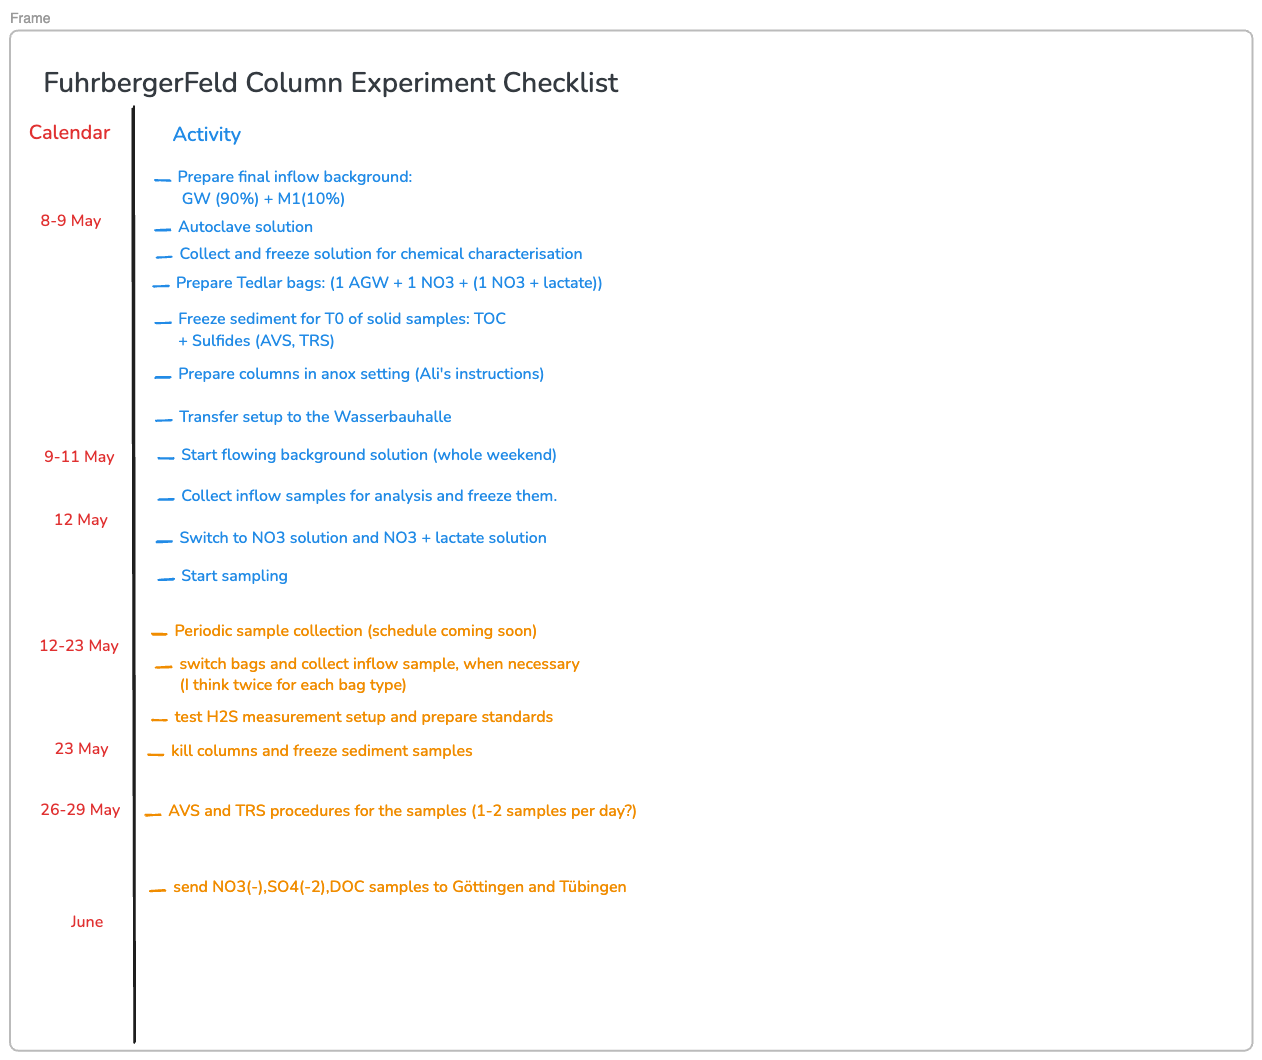 Frame
FuhrbergerFeld Column Experiment Checklist
Calendar
Activity
Prepare final inflow background:
GW (90%) + M1(10%)
8-9 May
Autoclave solution
Collect and freeze solution for chemical characterisation
Prepare Tedlar bags: (1 AGW + 1 NO3 + (1 NO3 + lactate))
Freeze sediment for T0 of solid samples: TOC
+ Sulfides (AVS, TRS)
Prepare columns in anox setting (Ali's instructions)
Transfer setup to the Wasserbauhalle
9-11 May
Start flowing background solution (whole weekend)
Collect inflow samples for analysis and freeze them.
12 May
Switch to NO3 solution and NO3 + lactate solution
Start sampling
Periodic sample collection (schedule coming soon)
12-23 May
switch bags and collect inflow sample, when necessary
(I think twice for each bag type)
test H2S measurement setup and prepare standards
23 May
kill columns and freeze sediment samples
26-29 May
AVS and TRS procedures for the samples (1-2 samples per day?)
send NO3(-),SO4(-2),DOC samples to Göttingen and Tübingen
June